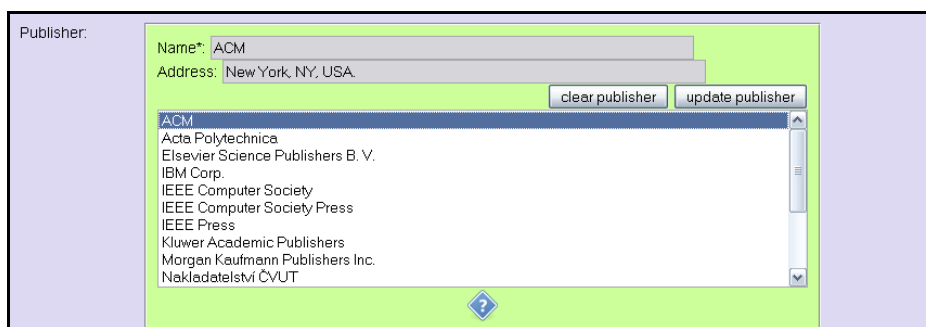 Publisher:
Name*: ACM
Address: New York, NY, USA.
clear publisher update publisher
ACM
Acta Polytechnica
Elsevier Science Publishers B. V.
IBM Corp.
IEEE Computer Society
IEEE Computer Society Press
IEEE Press
Kluwer Academic Publishers
Morgan Kaufmann Publishers Inc.
Nakladatelství ČVUT
?